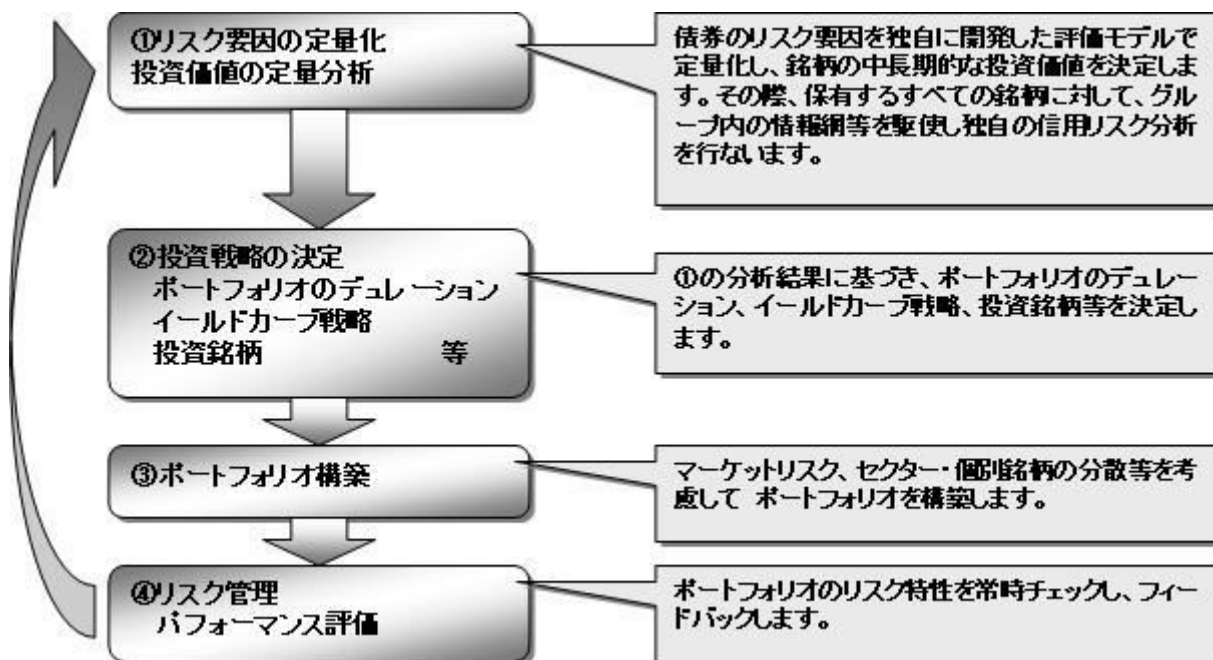 ①リスク要因の定量化
投資価値の定量分析
債券のリスク要因を独自に開発した評価モデルで
定量化し、銘柄の中長期的な投資価値を決定しま
す。その際、保有するすべての銘柄に対して、グル
ープ内の情報網等を駆使し独自の信用リスク分析
を行ないます。
②投資戦略の決定
ポートフォリオのデュレーション
イールドカーブ戦略
投資銘柄 等
①の分析結果に基づき、ポートフォリオのデュレー
ション、イールドカーブ戦略、投資銘柄等を決定し
ます。
③ポートフォリオ構築
マーケットリスク、セクター・個別銘柄の分散等を考
慮して ポートフォリオを構築します。
④リスク管理
パフォーマンス評価
ポートフォリオのリスク特性を常時チェックし、フィー
ドバックします。